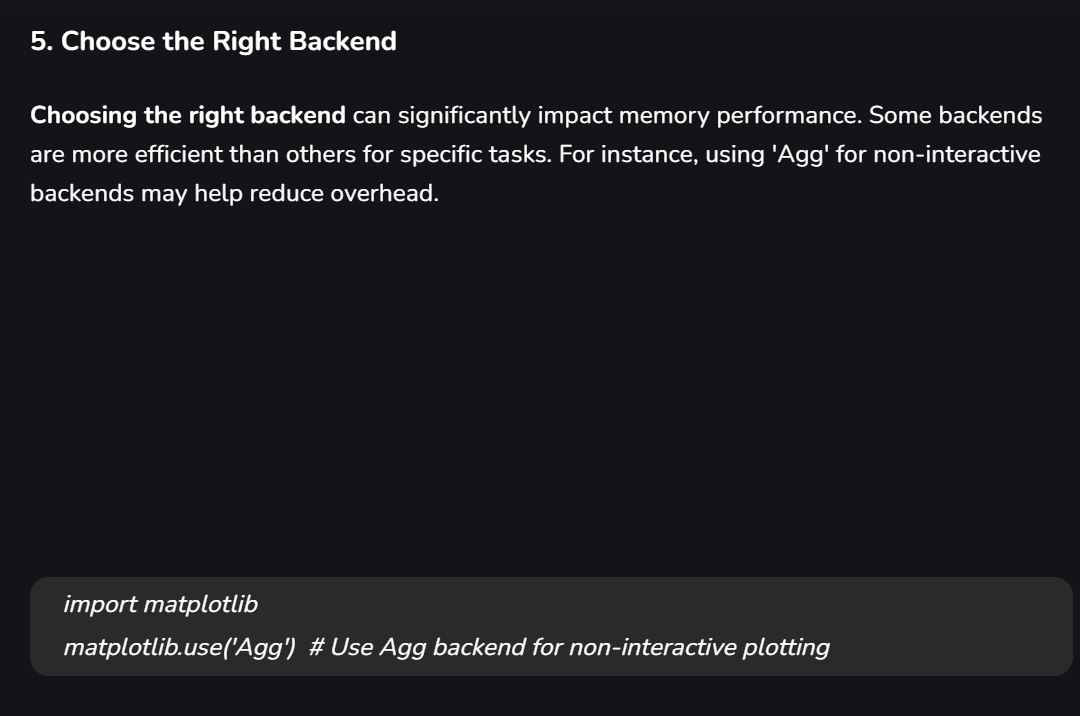 5. Choose the Right Backend
Choosing the right backend can significantly impact memory performance. Some backends
are more efficient than others for specific tasks. For instance, using 'Agg' for non-interactive
backends may help reduce overhead.
import matplotlib
matplotlib.use('Agg')  # Use Agg backend for non-interactive plotting